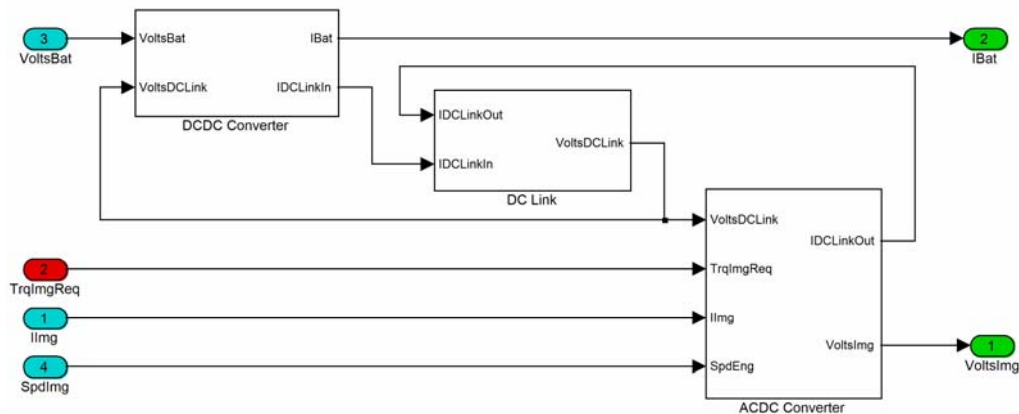 3
VoltsBat
VoltsBat
IBat
2
IBat
VoltsDCLink
IDCLinkIn
DCDC Converter
IDCLinkOut
VoltsDCLink
IDCLinkIn
DC Link
VoltsDCLink
IDCLinkOut
2
TrqImgReq
TrqImgReq
1
IImg
IImg
VoltsImg
1
VoltsImg
4
SpdImg
SpdEng
ACDC Converter